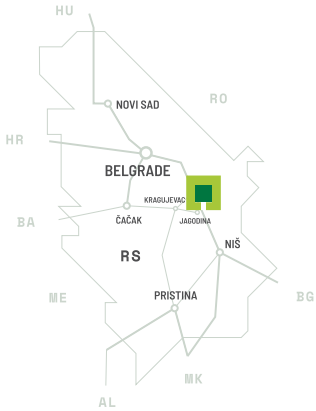 HU
NOVI SAD
RO
HR
BELGRADE
KRAGUJEVAC
BA
ČAČAK
JAGODINA
NIŠ
RS
ME
PRISTINA
BG
MK
AL